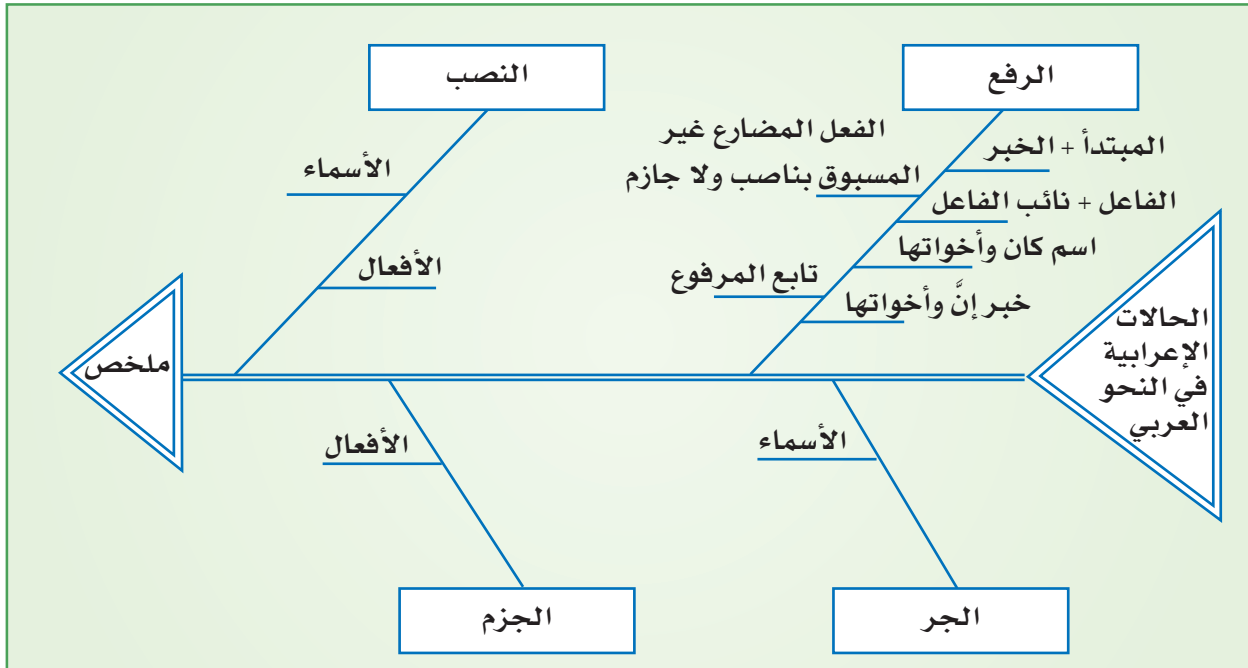 الرفع
النصب
المبتدأ + الخبر
الفاعل + نائب الفاعل
اسم كان وأخواتها
خبر إنَّ وأخواتها
الفعل المضارع غير
المسبوق بناصب ولا جازم
تابع المرفوع
الأسماء
الأفعال
الحالات
الإعرابية
في النحو
العربي
ملخص
الأسماء
الأفعال
الجر
الجزم